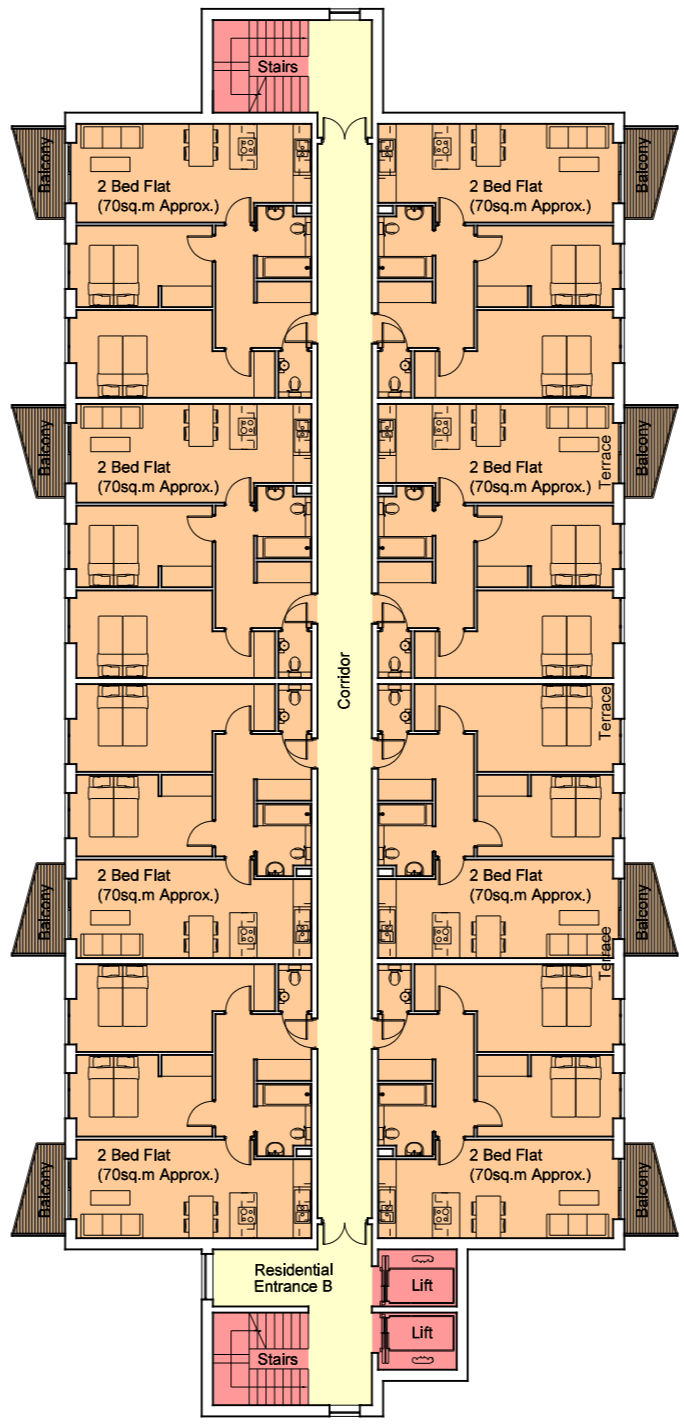 Stairs
Balcony
2 Bed Flat
(70sq.m Approx.)
2 Bed Flat
(70sq.m Approx.)
Balcony
Balcony
2 Bed Flat
(70sq.m Approx.)
2 Bed Flat
(70sq.m Approx.)
Terrace
Balcony
Corridor
Terrace
Balcony
2 Bed Flat
(70sq.m Approx.)
2 Bed Flat
(70sq.m Approx.)
Balcony
Terrace
Balcony
2 Bed Flat
(70sq.m Approx.)
2 Bed Flat
(70sq.m Approx.)
Balcony
Residential
Entrance B
Lift
Lift
Stairs